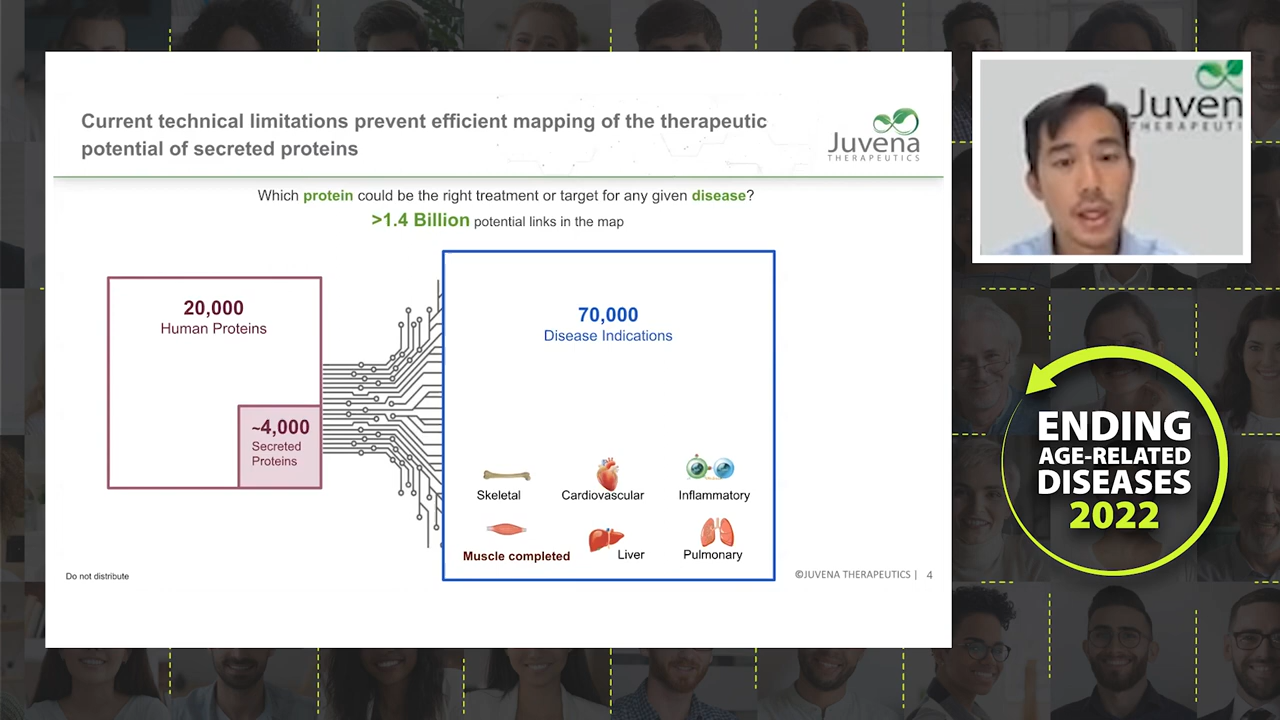 Current technical limitations prevent efficient mapping of the therapeutic
potential of secreted proteins
Juvena
THERAPEUTICS
Which protein could be the right treatment or target for any given disease?
>1.4 Billion potential links in the map
20,000
Human Proteins
~4,000
Secreted
Proteins
70,000
Disease Indications
Skeletal
Cardiovascular
Inflammatory
Muscle completed
Liver
Pulmonary
Do not distribute
©JUVENA THERAPEUTICS | 4
Juven
THERAPEUTI
ENDING
AGE-RELATED
DISEASES
2022